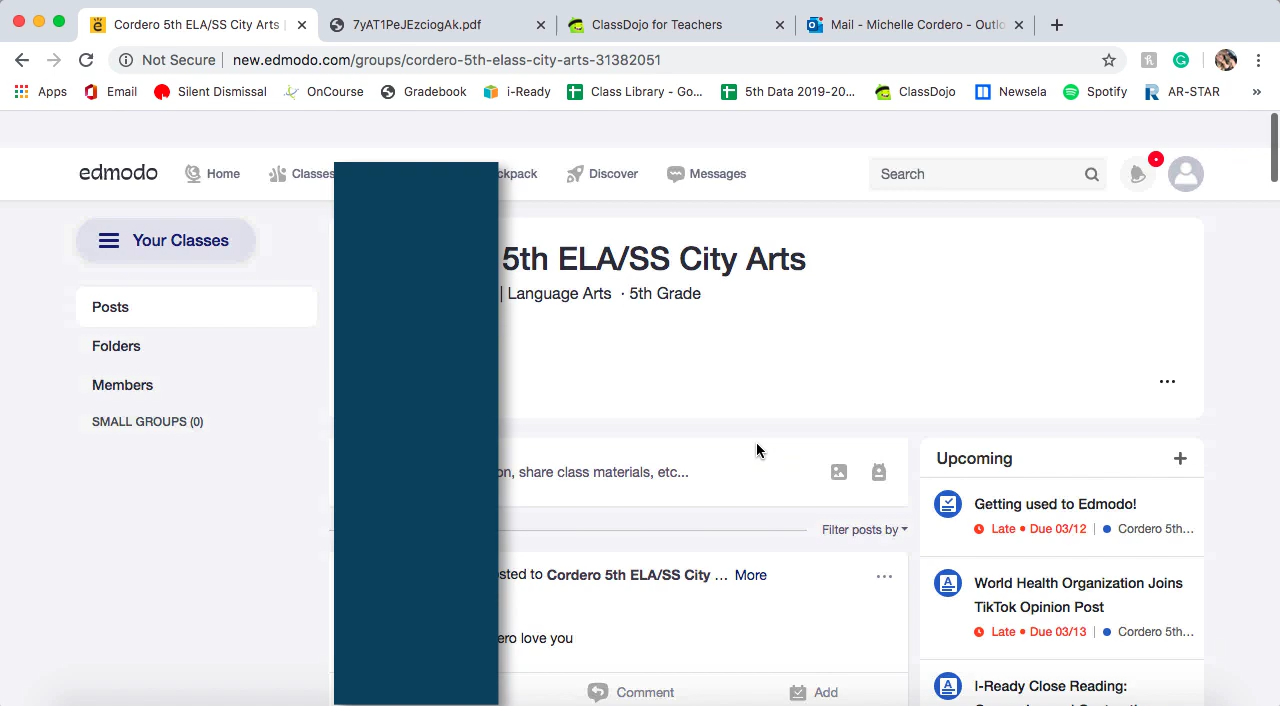 Cordero 5th ELA/SS City Arts
7yAT1PeJEzciogAk.pdf
ClassDojo for Teachers
Mail - Michelle Cordero - Outlo
Not Secure
new.edmodo.com/groups/cordero-5th-elass-city-arts-31382051
Apps
Email
Silent Dismissal
OnCourse
Gradebook
i-Ready
Class Library - Go...
5th Data 2019-20...
ClassDojo
Newsela
Spotify
AR-STAR
»
edmodo
Home
Classes
ckpack
Discover
Messages
Search
Your Classes
Posts
Folders
Members
SMALL GROUPS (0)
5th ELA/SS City Arts
| Language Arts · 5th Grade
...
on, share class materials, etc...
Filter posts by
sted to Cordero 5th ELA/SS City ... More
ero love you
Comment
Add
Upcoming +
Getting used to Edmodo!
Late • Due 03/12 | Cordero 5th...
World Health Organization Joins
TikTok Opinion Post
Late • Due 03/13 | Cordero 5th...
I-Ready Close Reading: